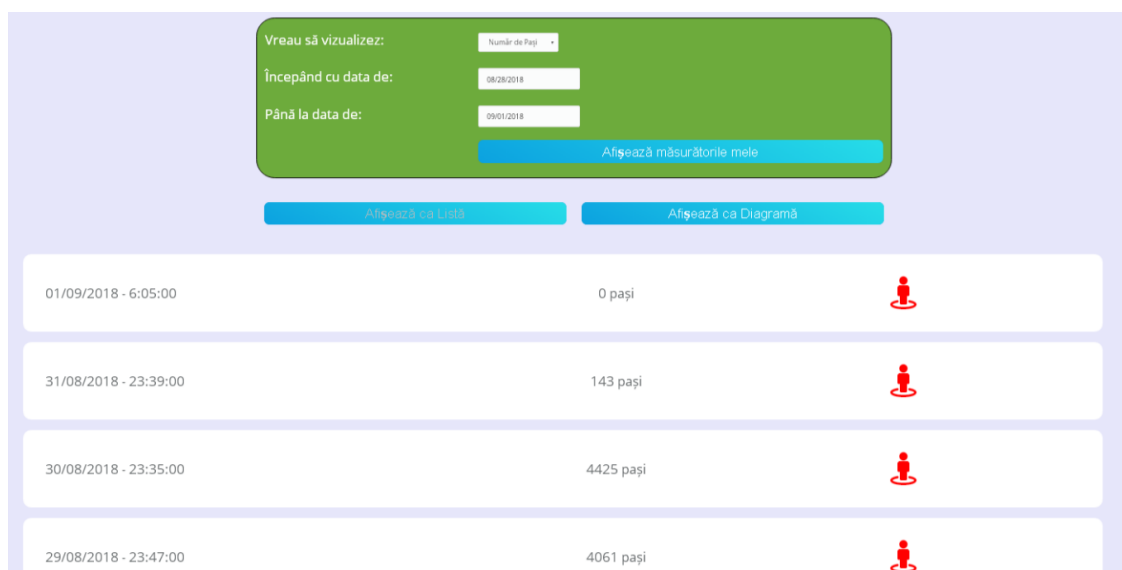 Vreau să vizualizez: Număr de Pași
Începând cu data de: 08/28/2018
Până la data de: 09/01/2018
Afișează măsurătorile mele
Afișează ca Listă Afișează ca Diagramă
01/09/2018 - 6:05:00 0 pași
31/08/2018 - 23:39:00 143 pași
30/08/2018 - 23:35:00 4425 pași
29/08/2018 - 23:47:00 4061 pași